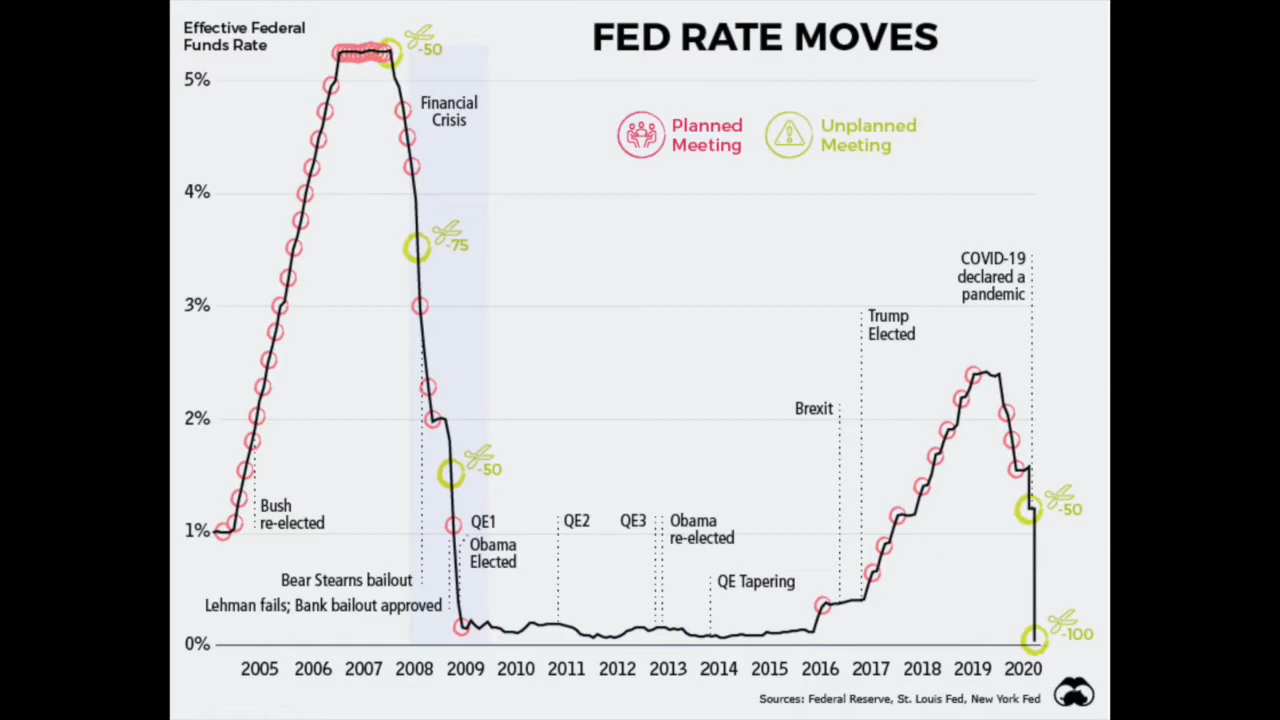 Effective Federal
Funds Rate
FED RATE MOVES
-50
5%
Financial
Crisis
Planned
Meeting
Unplanned
Meeting
4%
-75
COVID-19
declared a
pandemic
3%
Trump
Elected
Brexit
2%
-50
-50
Bush
re-elected
QE1
QE2
QE3
Obama
re-elected
1%
Obama
Elected
Bear Stearns bailout
QE Tapering
Lehman fails; Bank bailout approved
-100
0%
2005 2006 2007 2008 2009 2010 2011 2012 2013 2014 2015 2016 2017 2018 2019 2020
Sources: Federal Reserve, St. Louis Fed, New York Fed